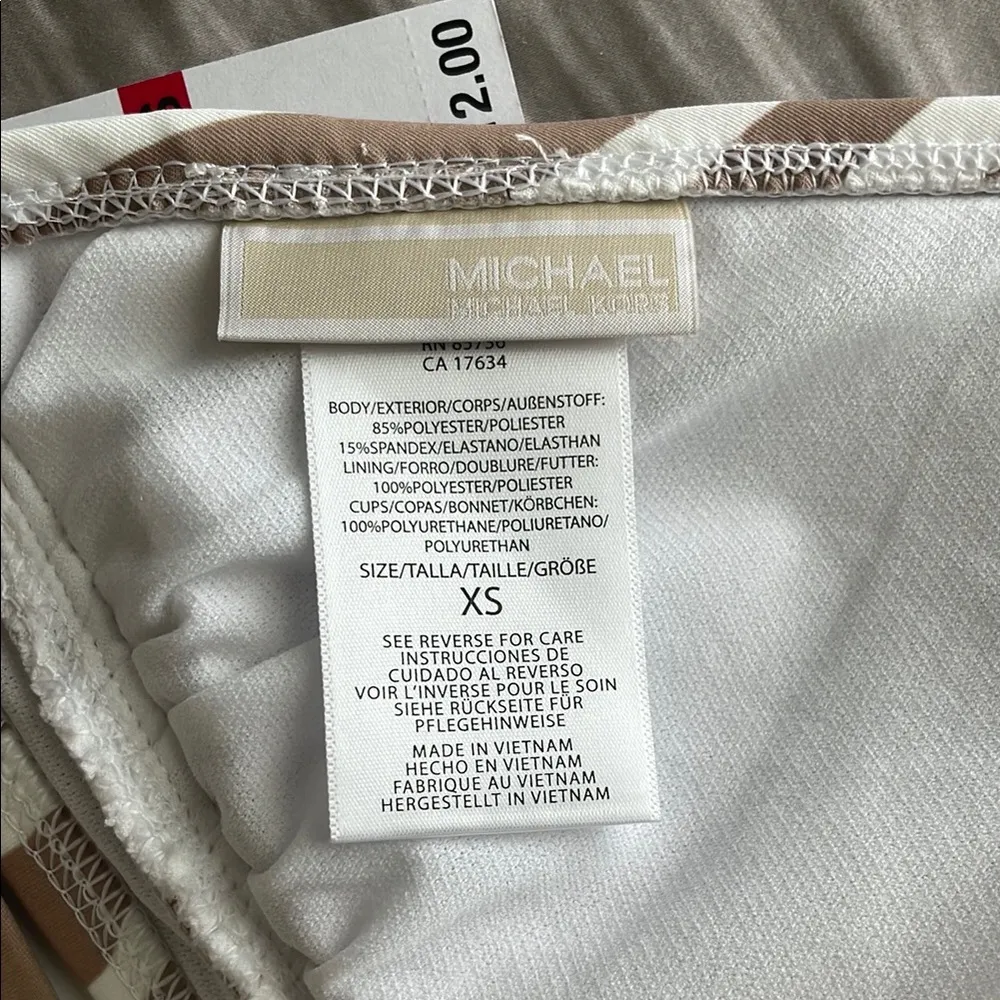 2.00
MICHAEL
MICHAEL KORS
RN 85736
CA 17634
BODY/EXTERIOR/CORPS/AUßENSTOFF:
85%POLYESTER/POLIESTER
15%SPANDEX/ELASTANO/ELASTHAN
LINING/FORRO/DOUBLURE/FUTTER:
100%POLYESTER/POLIESTER
CUPS/COPAS/BONNET/KÖRBCHEN:
100%POLYURETHANE/POLIURETANO/
POLYURETHAN
SIZE/TALLA/TAILLE/GRÖßE
XS
SEE REVERSE FOR CARE
INSTRUCCIONES DE
CUIDADO AL REVERSO
VOIR L'INVERSE POUR LE SOIN
SIEHE RÜCKSEITE FÜR
PFLEGEHINWEISE
MADE IN VIETNAM
HECHO EN VIETNAM
FABRIQUE AU VIETNAM
HERGESTELLT IN VIETNAM